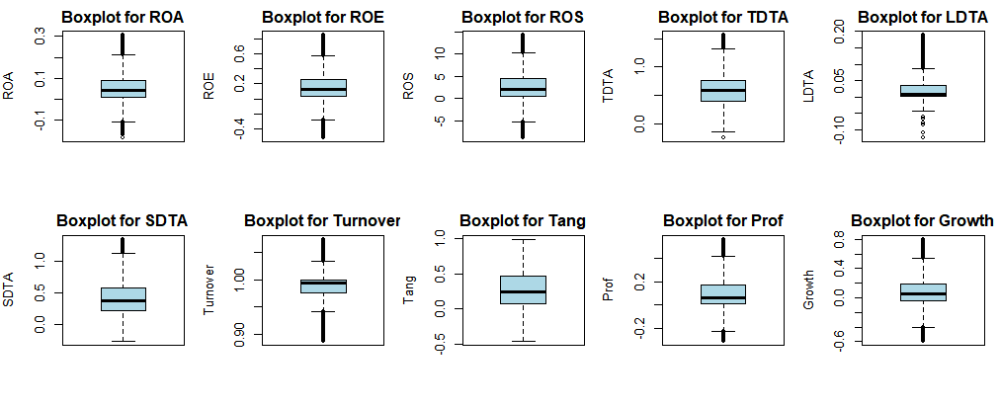 Boxplot for ROA
ROA
0.3
0.1
-0.1
Boxplot for ROE
ROE
0.6
0.2
-0.4
Boxplot for ROS
ROS
15
5
0
-5
Boxplot for TDTA
TDTA
1.0
0.0
Boxplot for LDTA
LDTA
0.20
0.05
-0.10
Boxplot for SDTA
SDTA
1.0
0.5
0.0
Boxplot for Turnover
Turnover
1.00
0.90
Boxplot for Tang
Tang
1.0
0.5
0.0
-0.5
Boxplot for Prof
Prof
0.2
-0.2
Boxplot for Growth
Growth
0.8
0.4
0.0
-0.6